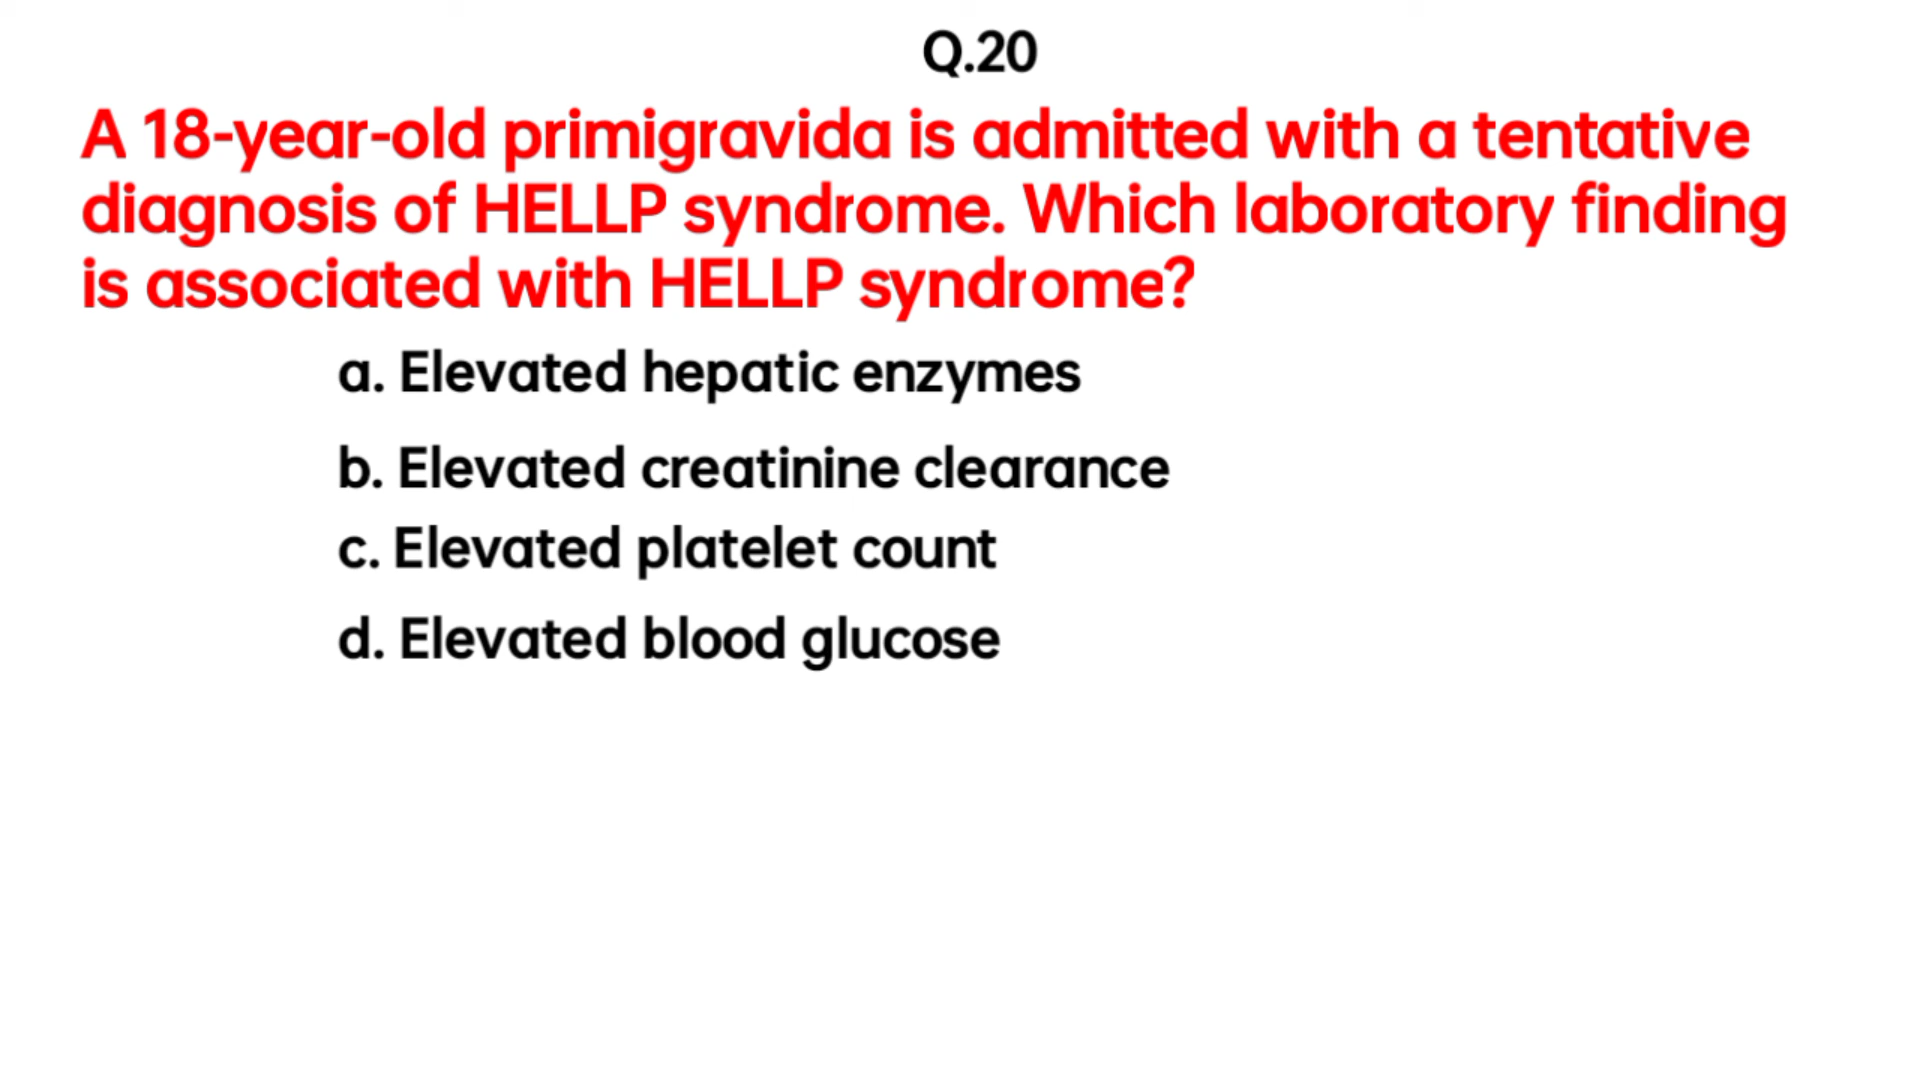 Q.20
A 18-year-old primigravida is admitted with a tentative
diagnosis of HELLP syndrome. Which laboratory finding
is associated with HELLP syndrome?
a. Elevated hepatic enzymes
b. Elevated creatinine clearance
c. Elevated platelet count
d. Elevated blood glucose